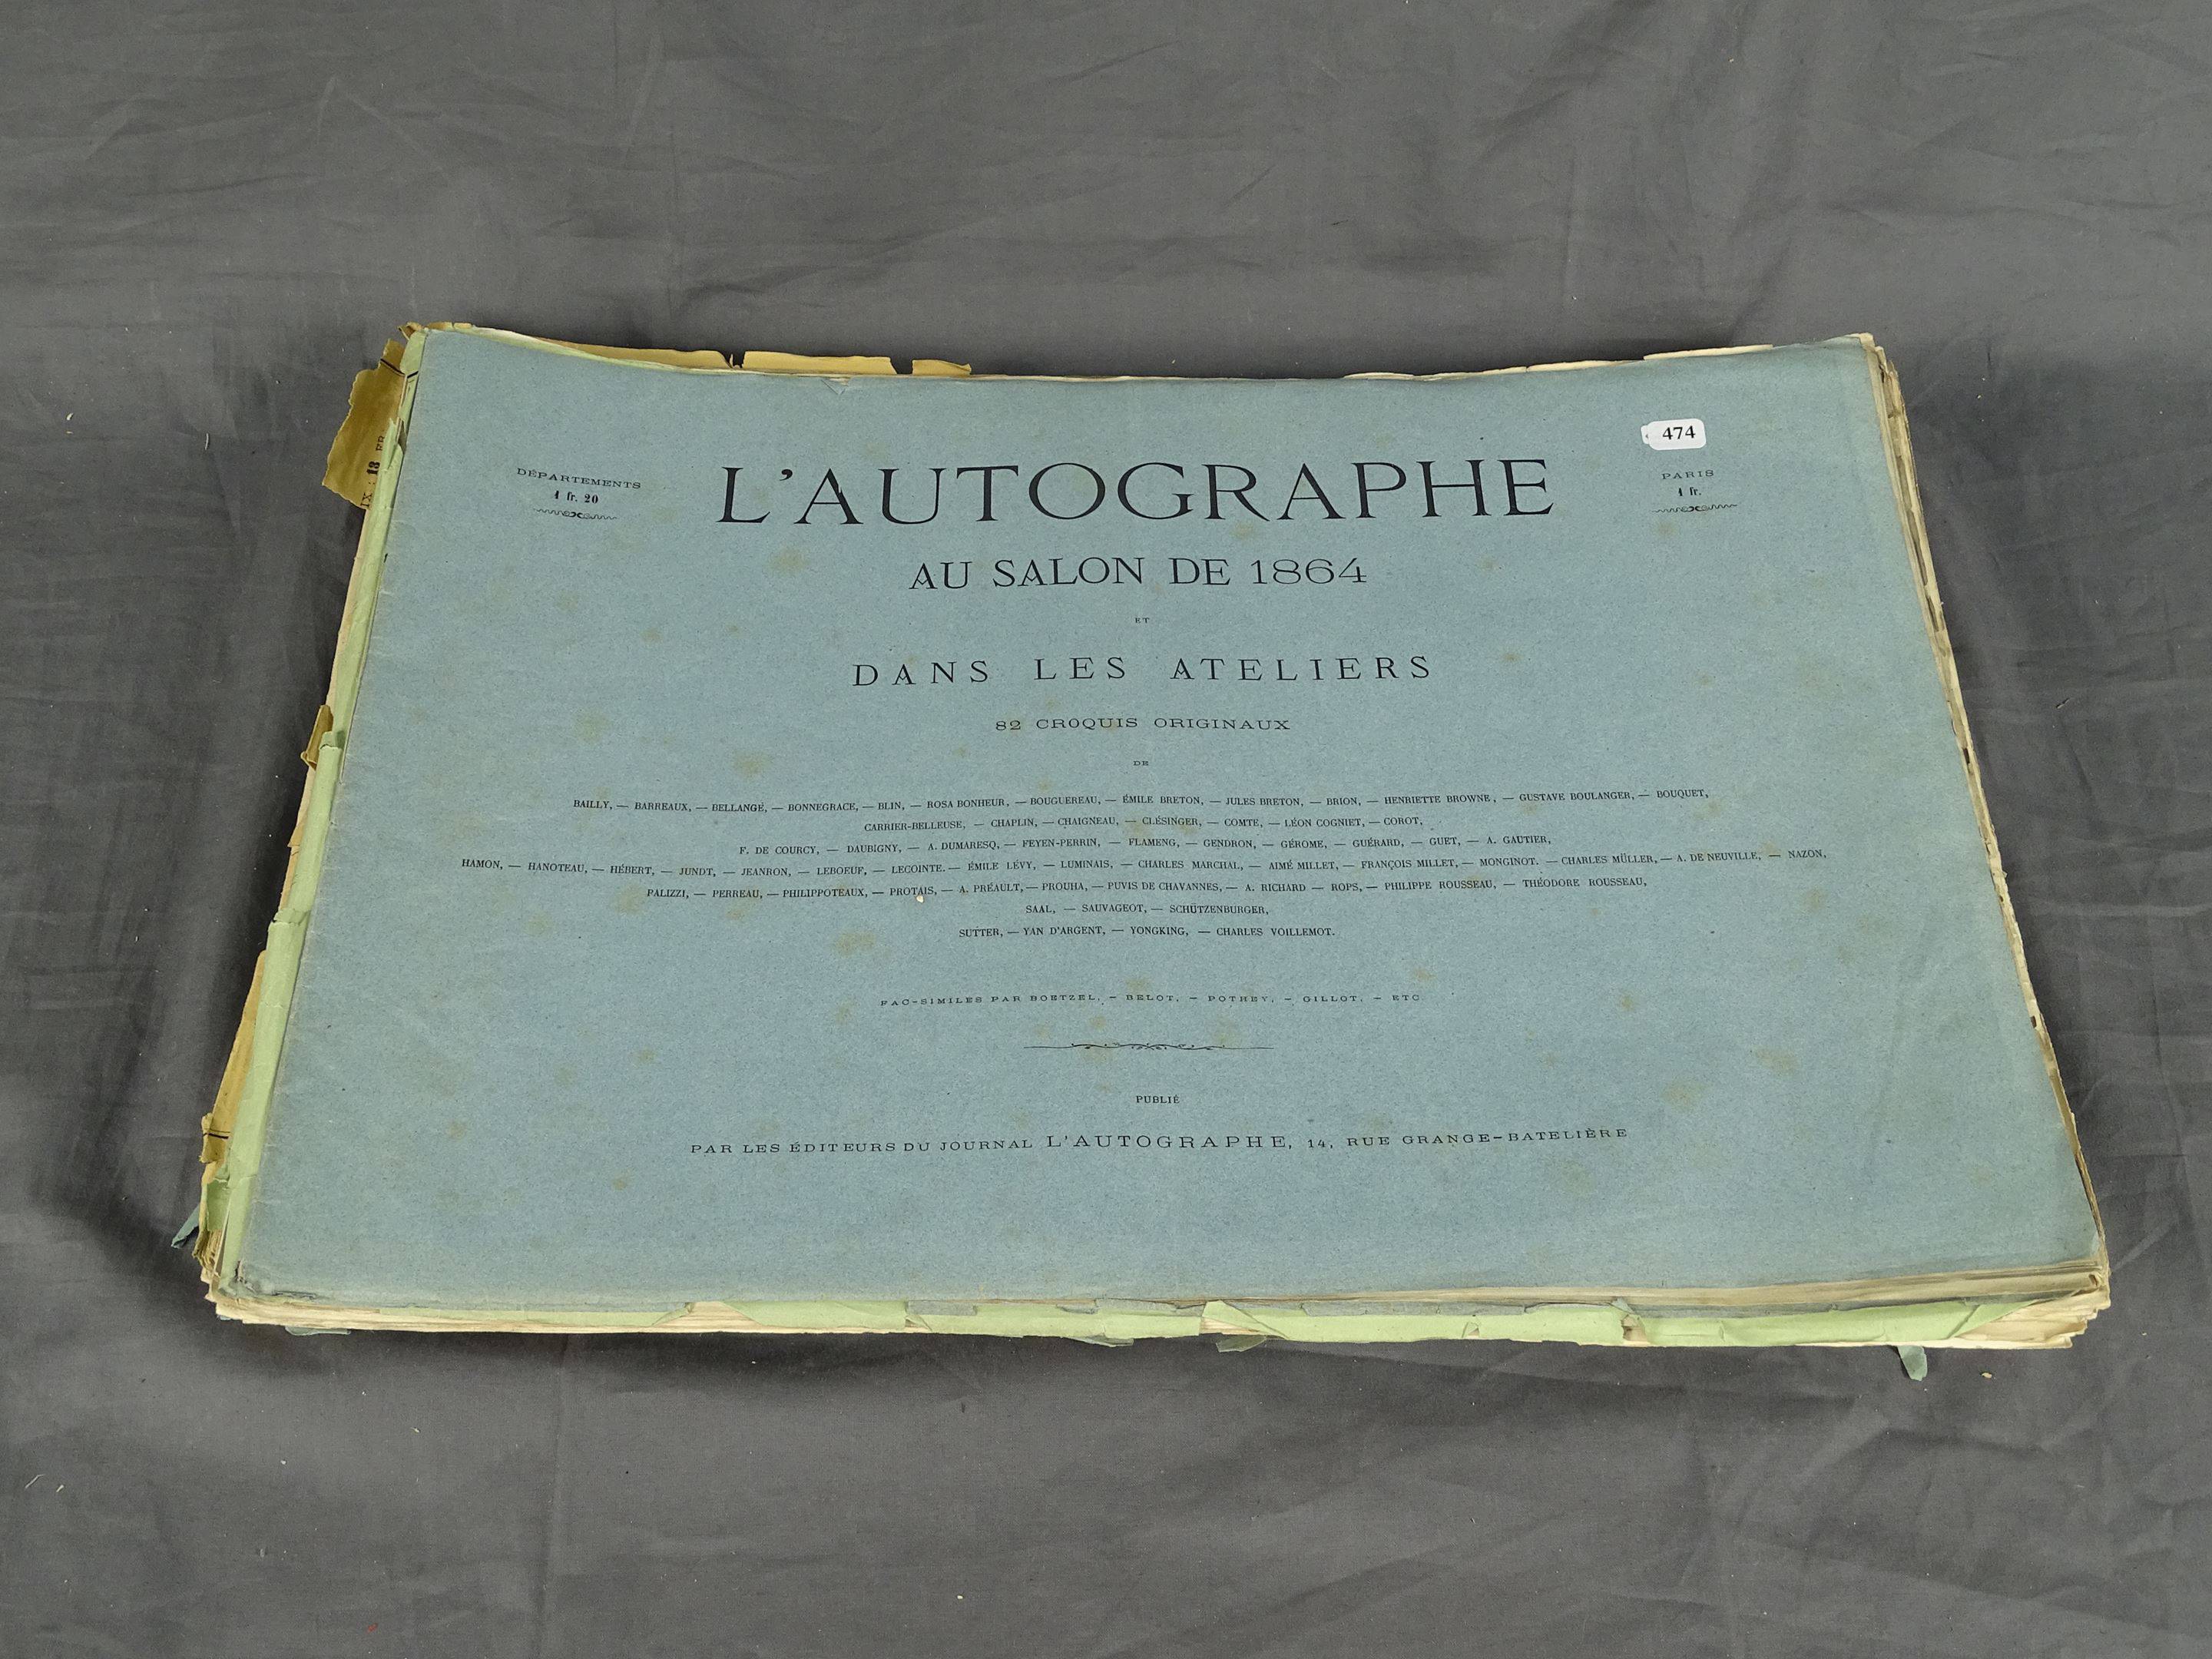 474
DÉPARTEMENTS
1 fr. 20
L'AUTOGRAPHE
PARIS
1 fr.
AU SALON DE 1864
ET
DANS LES ATELIERS
82 CROQUIS ORIGINAUX
DE
BAILLY, — BARREAUX, — BELLANGÉ, — BONNEGRACE, — BLIN, — ROSA BONHEUR, — BOUGUEREAU, — ÉMILE BRETON, — JULES BRETON, — BRION, — HENRIETTE BROWNE, — GUSTAVE BOULANGER, — BOUQUET,
CARRIER-BELLEUSE, — CHAPLIN, — CHAIGNEAU, — CLÉSINGER, — COMTE, — LÉON COGNIET, — COROT,
F. DE COURCY, — DAUBIGNY, — A. DUMARESQ, — FEYEN-PERRIN, — FLAMENG, — GENDRON, — GÉROME, — GUÉRARD, — GUET, — A. GAUTIER,
HAMON, — HANOTEAU, — HÉBERT, — JUNDT, — JEANRON, — LEBOEUF, — LECOINTE. — ÉMILE LÉVY, — LUMINAIS, — CHARLES MARCHAL, — AIMÉ MILLET, — FRANÇOIS MILLET, — MONGINOT. — CHARLES MÜLLER, — A. DE NEUVILLE, — NAZON,
PALIZZI, — PERREAU, — PHILIPPOTEAUX, — PROTAIS, — A. PRÉAULT, — PROUHA, — PUVIS DE CHAVANNES, — A. RICHARD — ROPS, — PHILIPPE ROUSSEAU, — THÉODORE ROUSSEAU,
SAAL, — SAUVAGEOT, — SCHÜTZENBURGER,
SUTTER, — YAN D'ARGENT, — YONGKING, — CHARLES VOILLEMOT.
FAC-SIMILES PAR BOETZEL, — BELOT, — POTHEY, — GILLOT, — ETC
PUBLIÉ
PAR LES ÉDITEURS DU JOURNAL L'AUTOGRAPHE, 14, RUE GRANGE-BATELIÈRE